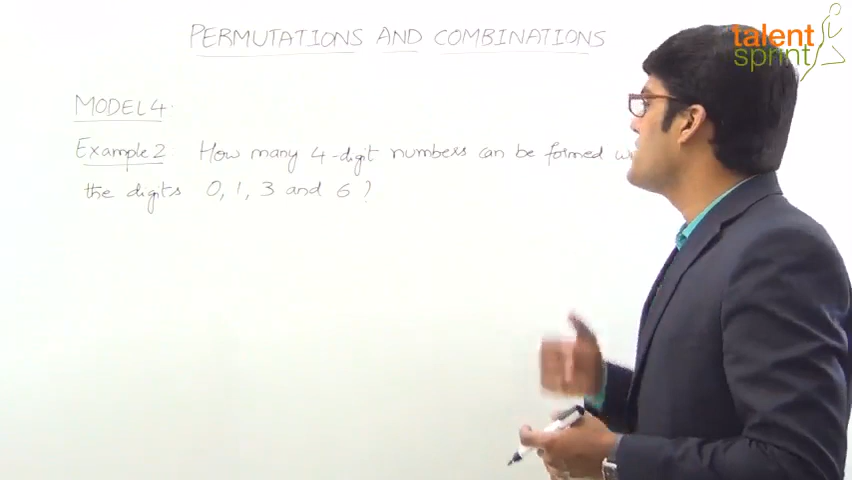 PERMUTATIONS AND COMBINATIONS
talent
sprint
MODEL 4.
Example 2 How many 4-digit numbers can be formed
the digits 0, 1, 3 and 6 ?